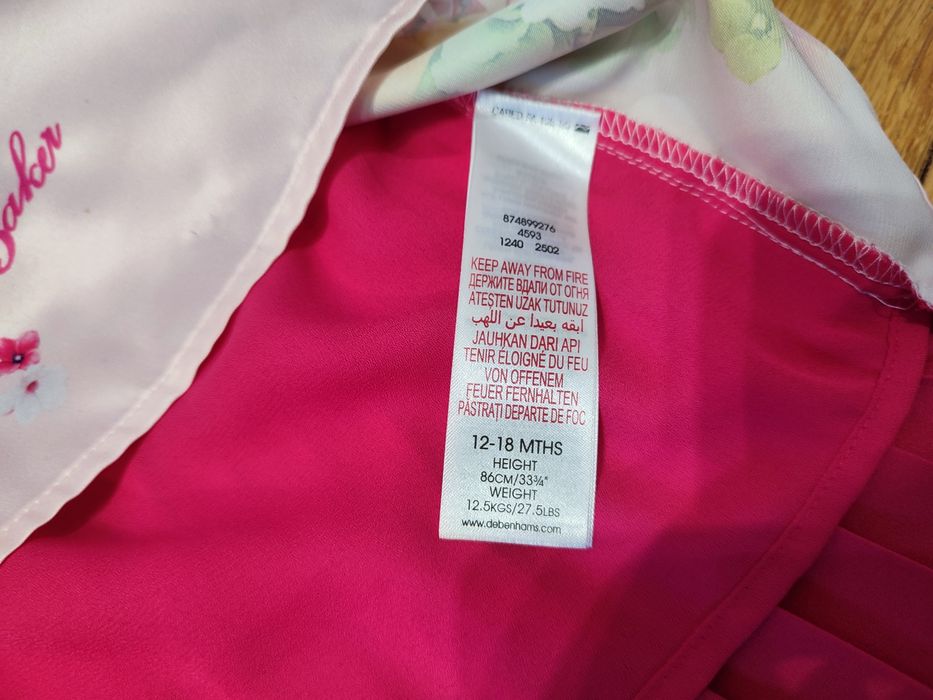 Baker
874899276
4593
1240 2502
KEEP AWAY FROM FIRE
ДЕРЖИТЕ ВДАЛИ ОТ ОГНЯ
ATEŞTEN UZAK TUTUNUZ
ابقه بعيدا عن اللهب
JAUHKAN DARI API
TENIR ÉLOIGNÉ DU FEU
VON OFFENEM
FEUER FERNHALTEN
PĂSTRAȚI DEPARTE DE FOC
12-18 MTHS
HEIGHT
86CM/33¾"
WEIGHT
12.5KGS/27.5LBS
www.debenhams.com